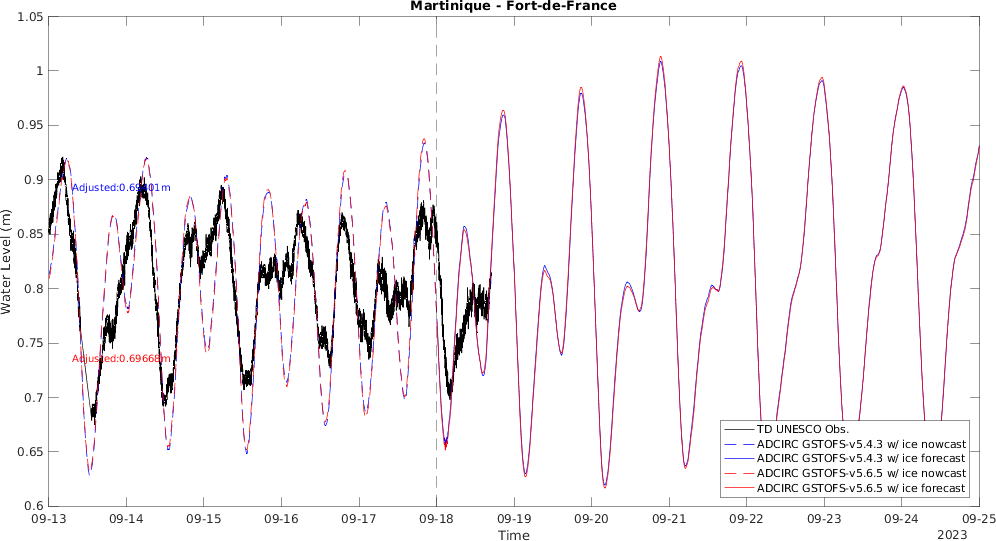 Martinique - Fort-de-France
1.05
1
0.95
0.9
0.85
0.8
0.75
0.7
0.65
0.6
Water Level (m)
Adjusted:0.69401m
Adjusted:0.69668m
TD UNESCO Obs.
ADCIRC GSTOFS-v5.4.3 w/ ice nowcast
ADCIRC GSTOFS-v5.4.3 w/ ice forecast
ADCIRC GSTOFS-v5.6.5 w/ ice nowcast
ADCIRC GSTOFS-v5.6.5 w/ ice forecast
09-13 09-14 09-15 09-16 09-17 09-18 09-19 09-20 09-21 09-22 09-23 09-24 09-25
Time
2023